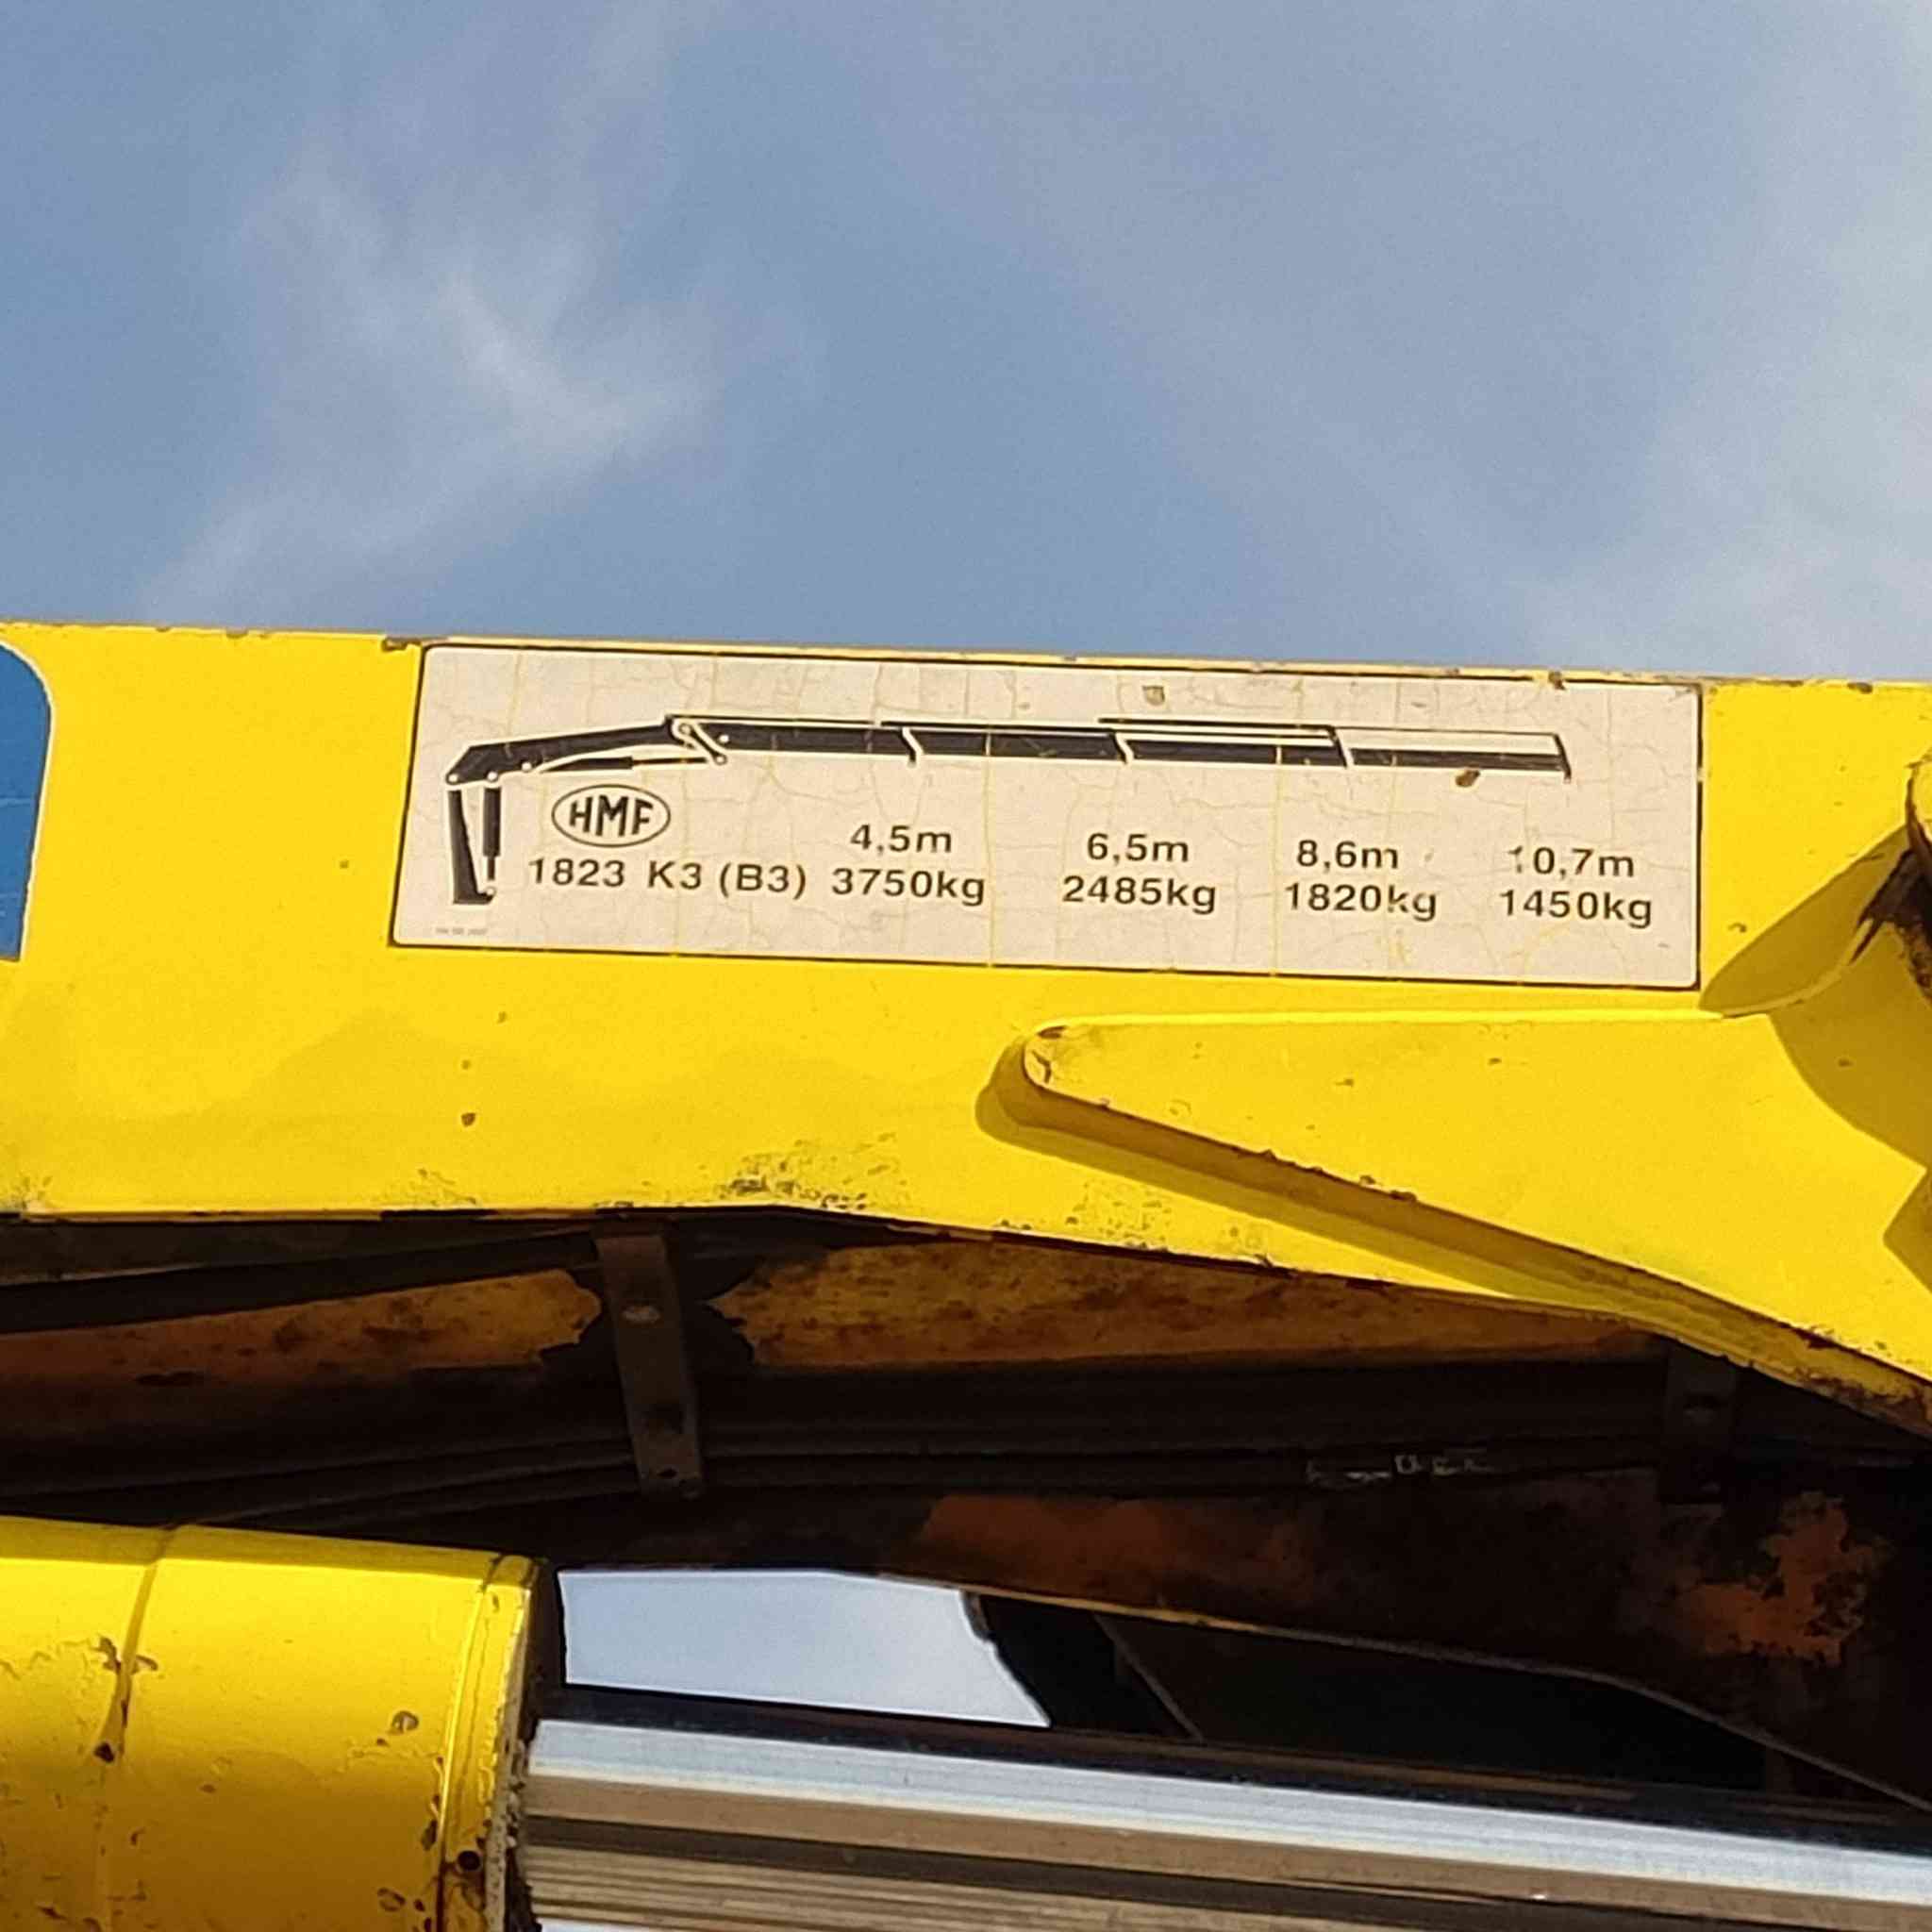 HMF
4,5m 6,5m 8,6m 10,7m
1823 K3 (B3) 3750kg 2485kg 1820kg 1450kg